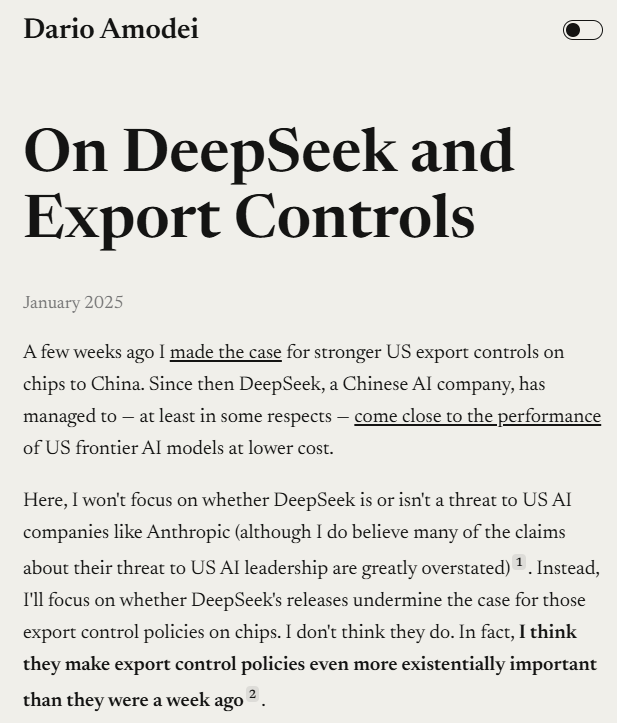 Dario Amodei
On DeepSeek and
Export Controls
January 2025
A few weeks ago I made the case for stronger US export controls on
chips to China. Since then DeepSeek, a Chinese AI company, has
managed to — at least in some respects — come close to the performance
of US frontier AI models at lower cost.
Here, I won't focus on whether DeepSeek is or isn't a threat to US AI
companies like Anthropic (although I do believe many of the claims
about their threat to US AI leadership are greatly overstated)1. Instead,
I'll focus on whether DeepSeek's releases undermine the case for those
export control policies on chips. I don't think they do. In fact, I think
they make export control policies even more existentially important
than they were a week ago2.